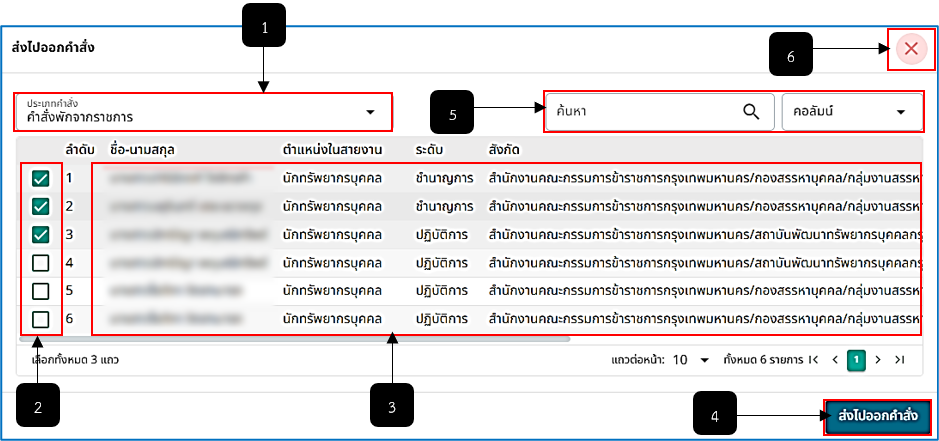 1
ส่งไปออกคำสั่ง
6
ประเภทคำสั่ง
คำสั่งพักจากราชการ
5
ค้นหา
คอลัมน์
ลำดับ ชื่อ-นามสกุล ตำแหน่งในสายงาน ระดับ สังกัด
1 นักทรัพยากรบุคคล ชำนาญการ สำนักงานคณะกรรมการข้าราชการกรุงเทพมหานคร/กองสรรหาบุคคล/กลุ่มงานสรรห
2 นักทรัพยากรบุคคล ชำนาญการ สำนักงานคณะกรรมการข้าราชการกรุงเทพมหานคร/กองสรรหาบุคคล/กลุ่มงานสรรห
3 นักทรัพยากรบุคคล ปฏิบัติการ สำนักงานคณะกรรมการข้าราชการกรุงเทพมหานคร/สถาบันพัฒนาทรัพยากรบุคคลกรุ
4 นักทรัพยากรบุคคล ปฏิบัติการ สำนักงานคณะกรรมการข้าราชการกรุงเทพมหานคร/สถาบันพัฒนาทรัพยากรบุคคลกรุ
5 นักทรัพยากรบุคคล ปฏิบัติการ สำนักงานคณะกรรมการข้าราชการกรุงเทพมหานคร/กองสรรหาบุคคล/กลุ่มงานสรรห
6 นักทรัพยากรบุคคล ปฏิบัติการ สำนักงานคณะกรรมการข้าราชการกรุงเทพมหานคร/กองสรรหาบุคคล/กลุ่มงานสรรห
เลือกทั้งหมด 3 แถว
แถวต่อหน้า: 10 ทั้งหมด 6 รายการ 1
2
3
4
ส่งไปออกคำสั่ง